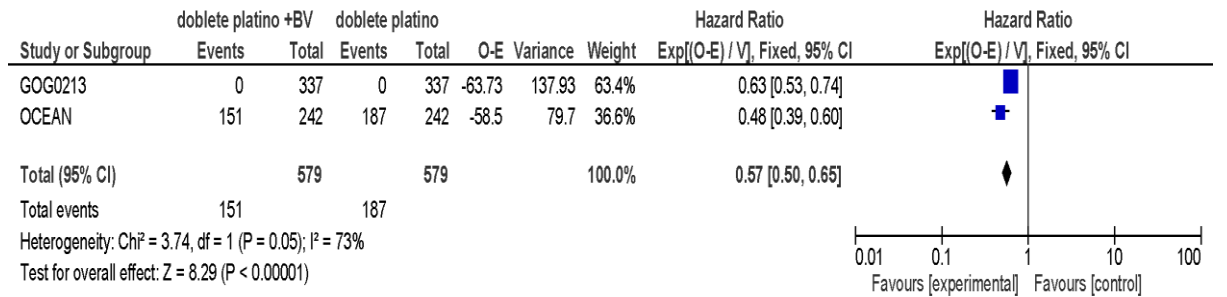 doblete platino +BV doblete platino Hazard Ratio Hazard Ratio
Study or Subgroup Events Total Events Total O-E Variance Weight Exp[(O-E) / V], Fixed, 95% CI Exp[(O-E) / V], Fixed, 95% CI
GOG0213 0 337 0 337 -63.73 137.93 63.4% 0.63 [0.53, 0.74]
OCEAN 151 242 187 242 -58.5 79.7 36.6% 0.48 [0.39, 0.60]
Total (95% CI) 579 579 100.0% 0.57 [0.50, 0.65]
Total events 151 187
Heterogeneity: Chi² = 3.74, df = 1 (P = 0.05); I² = 73%
Test for overall effect: Z = 8.29 (P < 0.00001)
0.01 0.1 1 10 100
Favours [experimental] Favours [control]